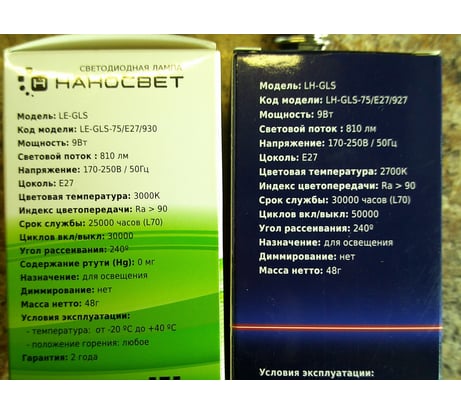 СВЕТОДИОДНАЯ ЛАМПА
НАНОСВЕТ
Модель: LE-GLS
Код модели: LE-GLS-75/E27/930
Мощность: 9Вт
Световой поток : 810 лм
Напряжение: 170-250В / 50Гц
Цоколь: E27
Цветовая температура: 3000K
Индекс цветопередачи: Ra > 90
Срок службы: 25000 часов (L70)
Циклов вкл/выкл: 30000
Угол рассеивания: 240º
Содержание ртути (Hg): 0 мг
Назначение: для освещения
Диммирование: нет
Масса нетто: 48г
Условия эксплуатации:
- температура: от -20 ºC до +40 ºC
- положение горения: любое
Гарантия: 2 года
Модель: LH-GLS
Код модели: LH-GLS-75/E27/927
Мощность: 9Вт
Световой поток : 810 лм
Напряжение: 170-250В / 50Гц
Цоколь: E27
Цветовая температура: 2700K
Индекс цветопередачи: Ra > 90
Срок службы: 30000 часов (L70)
Циклов вкл/выкл: 50000
Угол рассеивания: 240º
Назначение: для освещения
Диммирование: нет
Масса нетто: 48г
Условия эксплуатации: